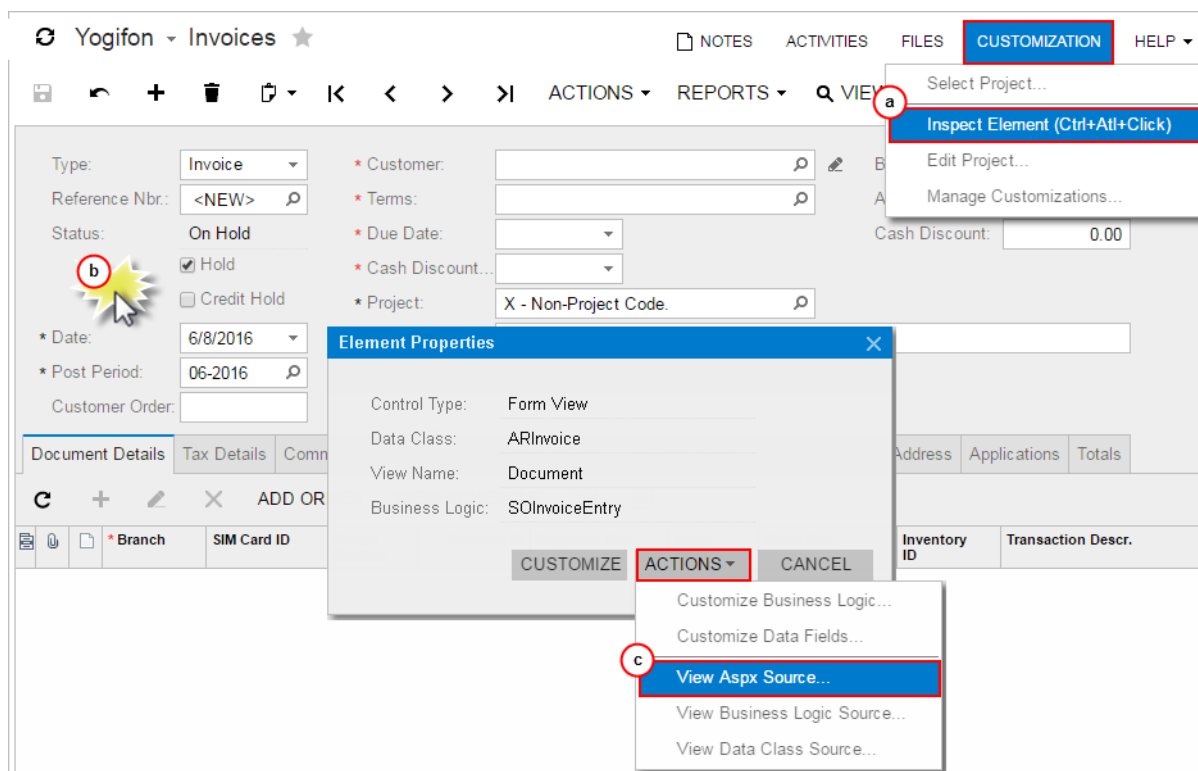 Yogifon Invoices
NOTES ACTIVITIES FILES CUSTOMIZATION HELP
ACTIONS REPORTS
Select Project...
a
Inspect Element (Ctrl+Atl+Click)
Edit Project...
Manage Customizations...
Type: Invoice * Customer:
Reference Nbr.: <NEW> * Terms:
Status: On Hold * Due Date: Cash Discount: 0.00
b
Hold * Cash Discount...
Credit Hold * Project: X - Non-Project Code.
* Date: 6/8/2016
* Post Period: 06-2016
Customer Order:
Element Properties
Control Type: Form View
Data Class: ARInvoice
View Name: Document
Business Logic: SOInvoiceEntry
CUSTOMIZE ACTIONS CANCEL
Customize Business Logic...
Customize Data Fields...
c
View Aspx Source...
View Business Logic Source...
View Data Class Source...
Document Details Tax Details Address Applications Totals
* Branch SIM Card ID Inventory ID Transaction Descr.